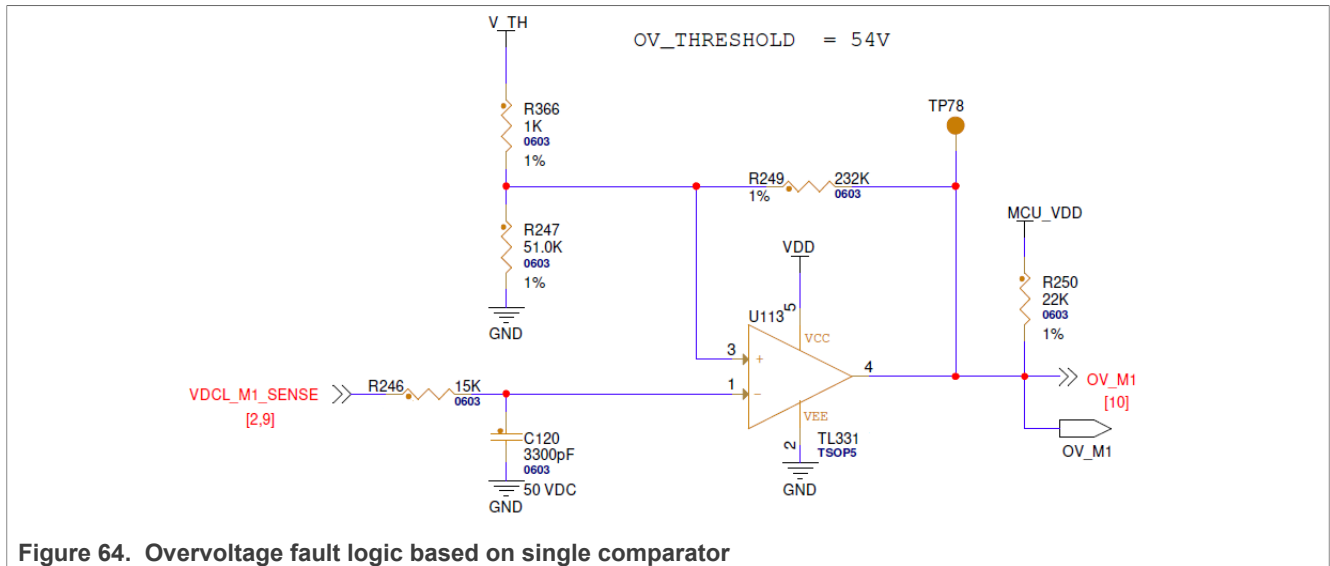 V_TH
OV_THRESHOLD = 54V
TP78
R366
1K
0603
1%
R249
1%
232K
0603
MCU_VDD
R247
51.0K
0603
1%
VDD
R250
22K
0603
1%
GND
U113
5
VCC
3
+
4
1
-
VEE
2
TL331
TSOP5
GND
VDCL_M1_SENSE
[2,9]
R246
15K
0603
OV_M1
[10]
OV_M1
C120
3300pF
0603
50 VDC
GND
Figure 64. Overvoltage fault logic based on single comparator